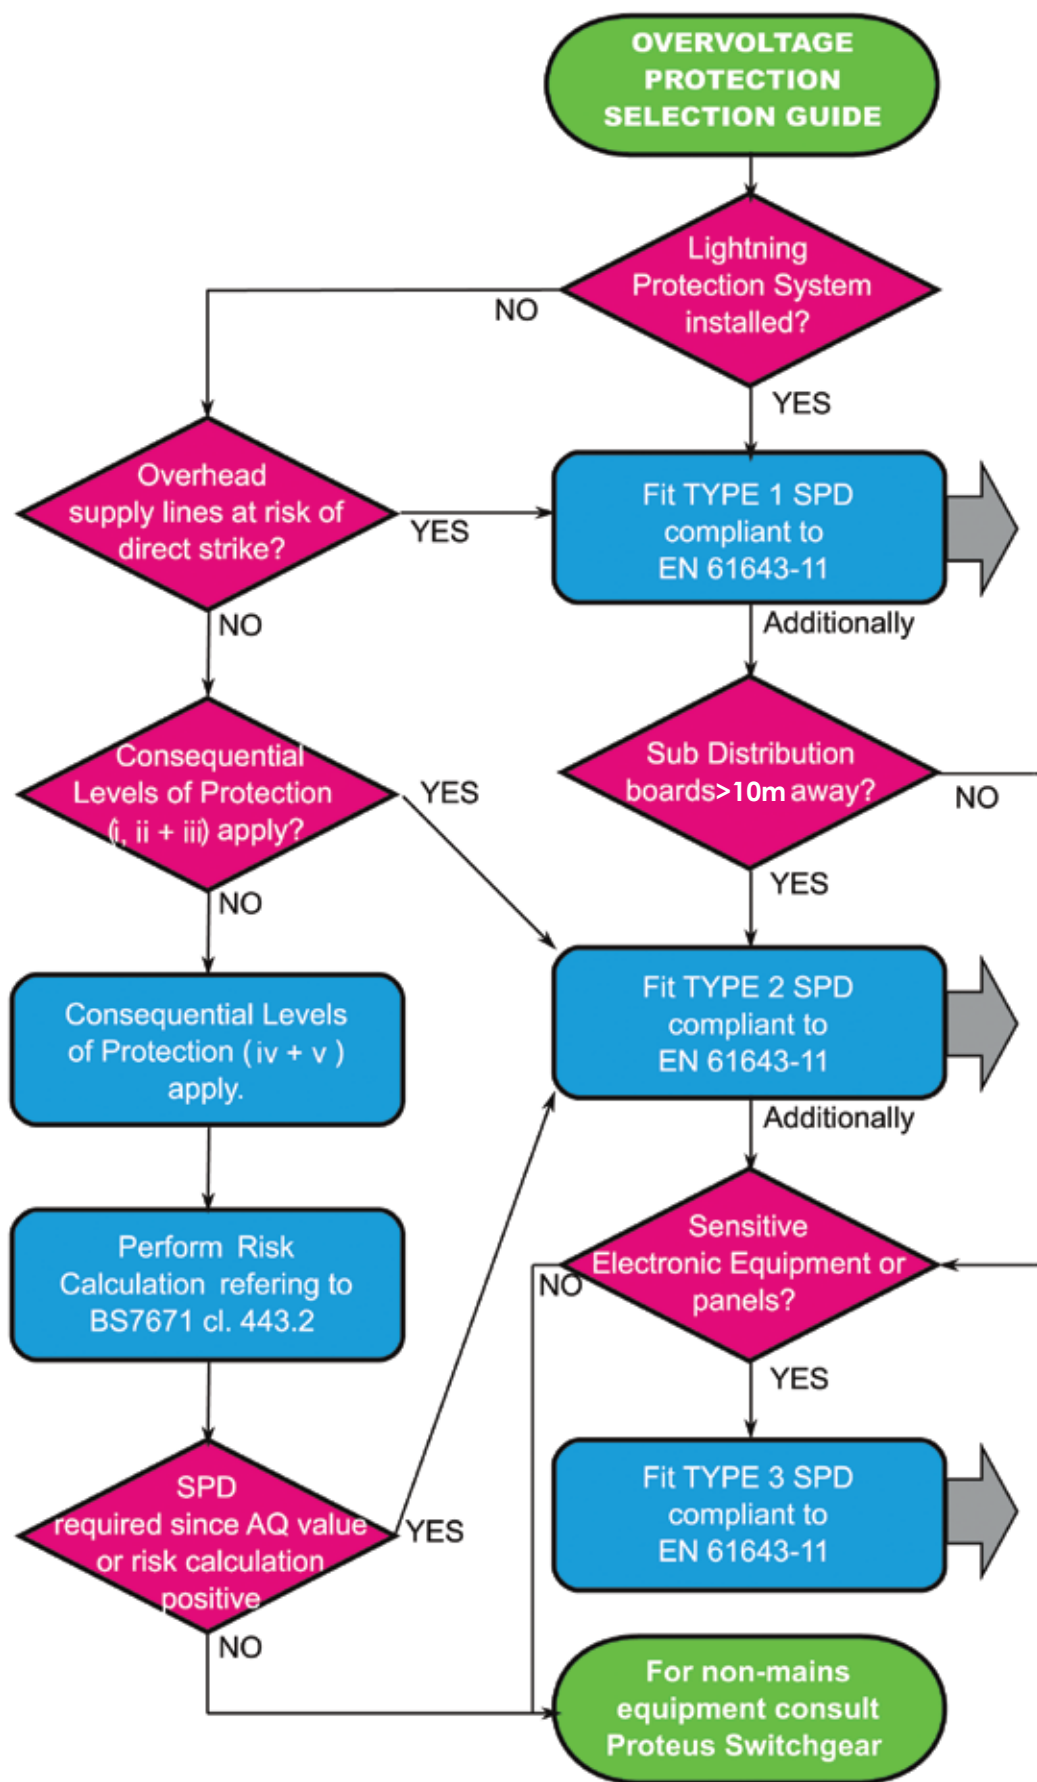 OVERVOLTAGE
PROTECTION
SELECTION GUIDE
Lightning
Protection System
installed?
NO
YES
Overhead
supply lines at risk of
direct strike?
YES
NO
Fit TYPE 1 SPD
compliant to
EN 61643-11
Additionally
Consequential
Levels of Protection
(i, ii + iii) apply?
YES
NO
Sub Distribution
boards>10m away?
NO
YES
Consequential Levels
of Protection ( iv + v )
apply.
Fit TYPE 2 SPD
compliant to
EN 61643-11
Additionally
Perform Risk
Calculation refering to
BS7671 cl. 443.2
Sensitive
Electronic Equipment or
panels?
NO
YES
SPD
required since AQ value
or risk calculation
positive
YES
NO
Fit TYPE 3 SPD
compliant to
EN 61643-11
For non-mains
equipment consult
Proteus Switchgear